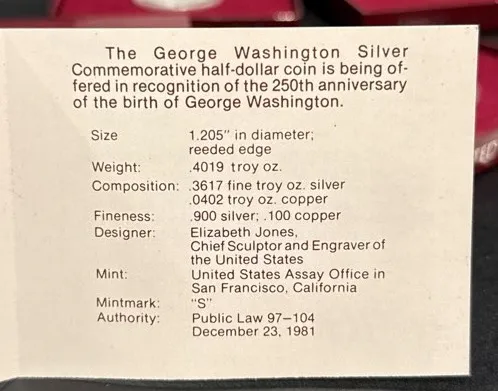 The George Washington Silver
Commemorative half-dollar coin is being of-
fered in recognition of the 250th anniversary
of the birth of George Washington.
Size 1.205" in diameter;
reeded edge
Weight: .4019 troy oz.
Composition: .3617 fine troy oz. silver
.0402 troy oz. copper
Fineness: .900 silver; .100 copper
Designer: Elizabeth Jones,
Chief Sculptor and Engraver of
the United States
Mint: United States Assay Office in
San Francisco, California
Mintmark: "S"
Authority: Public Law 97–104
December 23, 1981